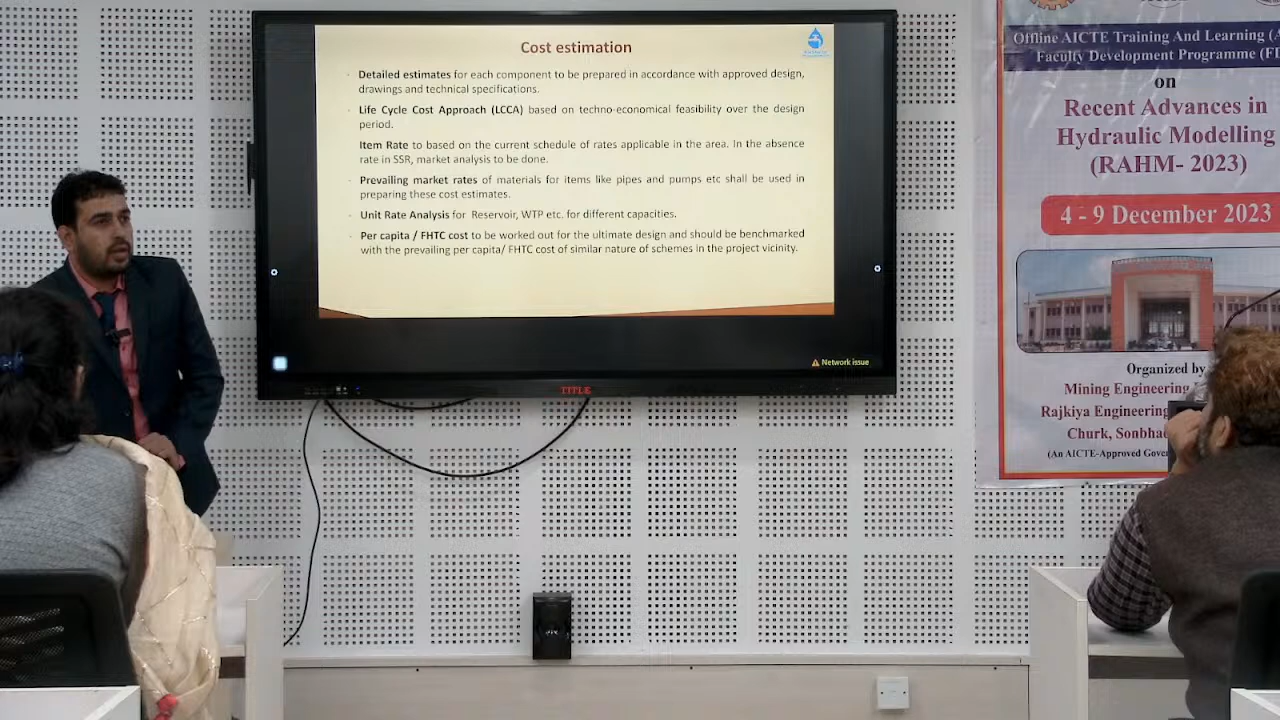 Cost estimation
Detailed estimates for each component to be prepared in accordance with approved design,
drawings and technical specifications.
Life Cycle Cost Approach (LCCA) based on techno-economical feasibility over the design
period.
Item Rate to based on the current schedule of rates applicable in the area. In the absence
rate in SSR, market analysis to be done.
Prevailing market rates of materials for items like pipes and pumps etc shall be used in
preparing these cost estimates.
Unit Rate Analysis for Reservoir, WTP etc. for different capacities.
Per capita / FHTC cost to be worked out for the ultimate design and should be benchmarked
with the prevailing per capita/ FHTC cost of similar nature of schemes in the project vicinity.
Network issue
TITLE
Offline AICTE Training And Learning
Faculty Development Programme
on
Recent Advances in
Hydraulic Modelling
(RAHM- 2023)
4 - 9 December 2023
Organized by
Mining Engineering
Rajkiya Engineering
Churk,
(An AICTE-Approved